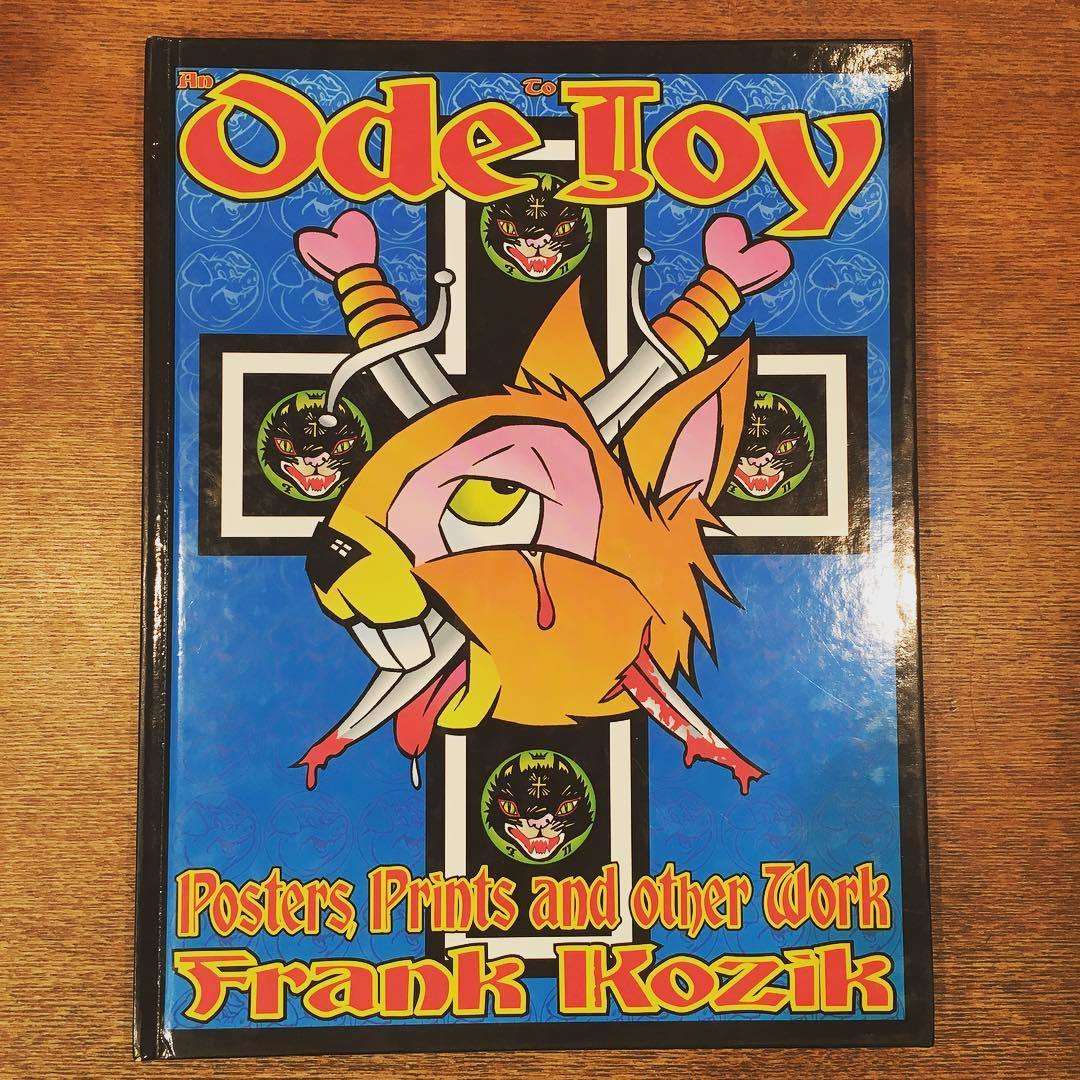 An Ode To Joy
Posters, Prints and other Work
Frank Kozik